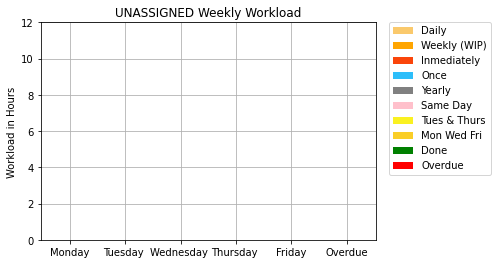 UNASSIGNED Weekly Workload
12
10
8
6
4
2
0
Workload in Hours
Monday Tuesday Wednesday Thursday Friday Overdue
Daily
Weekly (WIP)
Inmediately
Once
Yearly
Same Day
Tues & Thurs
Mon Wed Fri
Done
Overdue